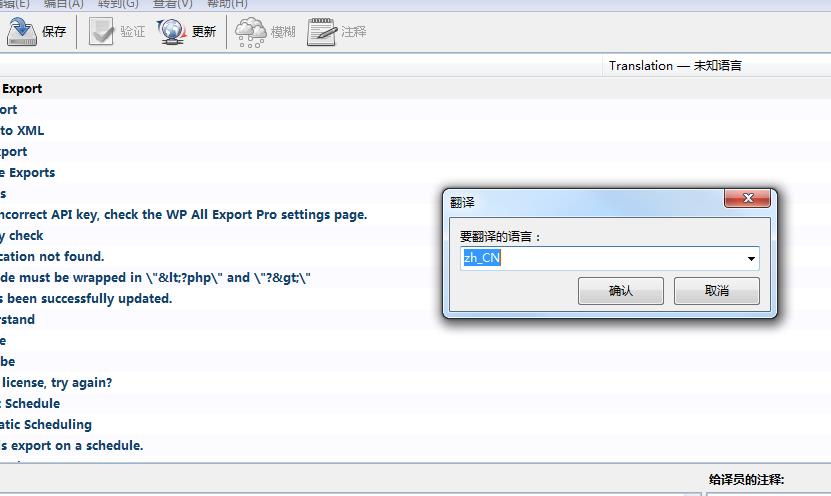 编辑(E) 编目(A) 转到(G) 查看(V) 帮助(H)
保存 验证 更新 模糊 注释
Translation — 未知语言
Export
ort
to XML
xport
e Exports
s
ncorrect API key, check the WP All Export Pro settings page.
y check
cation not found.
de must be wrapped in \"&lt;?php\" and \"?&gt;\"
s been successfully updated.
rstand
e
be
license, try again?
c Schedule
atic Scheduling
is export on a schedule.
翻译
要翻译的语言：
zh_CN
确认 取消
给译员的注释: